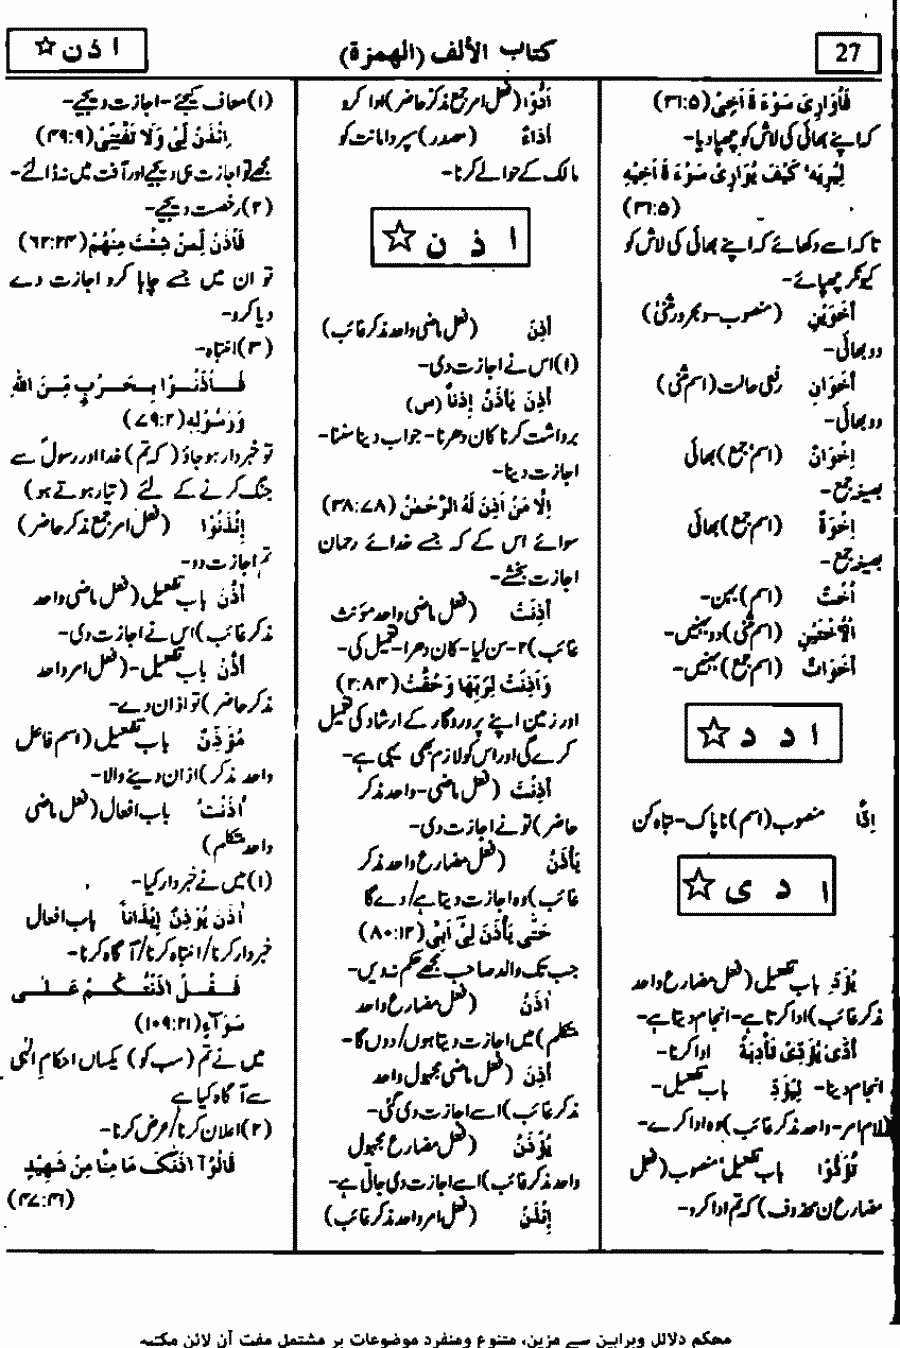 27
کتاب الألف (الهمزة)
ا ذ ن ☆
فَأُوَارِيَ سَوْءَةَ أَخِيْ (۳۱:۵)
کہ اپنے بھائی کی لاش کو چھپا دیا-
لِيُرِيَهٗ كَيْفَ يُوَارِيْ سَوْءَةَ أَخِيْهِ
(۳۱:۵)
تاکہ اسے دکھائے کہ اپنے بھائی کی لاش کو
کیونکر چھپائے-
أَخَوَيْنِ (منصوب-و مجرور مثنیٰ)
دو بھائی-
أَخَوَانِ رفعی حالت (اسم مثنی)
دو بھائی-
إِخْوَانٌ (اسم جمع) بھائی
بصیغہ جمع-
إِخْوَةٌ (اسم جمع) بھائی
بصیغہ جمع-
أُخْتٌ (اسم) بہن-
الْأُخْتَيْنِ (اسم مثنی) دو بہنیں-
أَخَوَاتٌ (اسم جمع) بہنیں-
ا د د ☆
إِدًّا منصوب (اسم) ناپاک-تباہ کن
ا د ی ☆
يُؤَدِّ باب تفعیل (فعل مضارع واحد
مذکر غائب) ادا کرتا ہے-انجام دیتا ہے-
أَدّٰى يُؤَدِّيْ تَأْدِيَةً ادا کرنا-
انجام دینا- لِيُؤَدِّ باب تفعیل-
(لام امر-واحد مذکر غائب) وہ ادا کرے-
تُؤَدُّوْا باب تفعیل' منصوب (فعل
مضارع ن محذوف) کہ تم ادا کرو-
أَدُّوْا (فعل امر جمع مذکر حاضر) ادا کرو
أَدَاءٌ (مصدر) سپردا مانت کو
مالک کے حوالے کرنا-
ا ذ ن ☆
أَذِنَ (فعل ماضی واحد مذکر غائب)
(۱) اس نے اجازت دی-
أَذِنَ يَأْذَنُ إِذْناً (س)
برداشت کرنا کان دھرنا-جواب دینا سننا-
اجازت دینا-
إِلَّا مَنْ أَذِنَ لَهُ الرَّحْمٰنُ (۳۸:۷۸)
سوائے اس کے کہ جسے خدائے رحمان
اجازت بخشے-
أَذِنَتْ (فعل ماضی واحد مؤنث
غائب) ۲-سن لیا-کان دھرا-تعمیل کی-
وَأَذِنَتْ لِرَبِّهَا وَحُقَّتْ (۲:۸۴)
اور زمین اپنے پروردگار کے ارشاد کی تعمیل
کرے گی اور اس کو لازم بھی یہی ہے-
أَذِنْتَ (فعل ماضی-واحد مذکر
حاضر) تو نے اجازت دی-
يَأْذَنُ (فعل مضارع واحد مذکر
غائب) وہ اجازت دیتا ہے/دے گا
حَتّٰى يَأْذَنَ لِيْ أَبِيْ (۸۰:۱۲)
جب تک والد صاحب مجھے حکم نہ دیں-
اٰذَنُ (فعل مضارع واحد
متکلم) میں اجازت دیتا ہوں/دوں گا-
أُذِنَ (فعل ماضی مجہول واحد
مذکر غائب) اسے اجازت دی گئی-
يُؤْذَنُ (فعل مضارع مجہول
واحد مذکر غائب) اسے اجازت دی جاتی ہے-
إِئْذَنْ (فعل امر واحد مذکر غائب)
(۱) معاف کیجئے-اجازت دیجئے-
اِئْذَنْ لِّيْ وَلَا تَفْتِنِّيْ (۴۹:۹)
مجھے تو اجازت ہی دیجئے اور آفت میں نہ ڈالئے-
(۲) رخصت دیجئے-
فَأْذَنْ لِّمَنْ شِئْتَ مِنْهُمْ (۶۲:۲۴)
تو ان میں جسے چاہا کرو اجازت دے
دیا کرو-
(۳) انتباہ-
فَأْذَنُوْا بِحَرْبٍ مِّنَ اللّٰهِ
وَرَسُوْلِهٖ (۲۷۹:۲)
تو خبردار ہو جاؤ (کہ تم) خدا اور رسول سے
جنگ کرنے کے لئے (تیار ہوتے ہو)
إِئْذَنُوْا (فعل امر جمع مذکر حاضر)
تم اجازت دو-
أَذَّنَ باب تفعیل (فعل ماضی واحد
مذکر غائب) اس نے اجازت دی-
أَذِّنْ باب تفعیل-(فعل امر واحد
مذکر حاضر) تو اذان دے-
مُؤَذِّنٌ باب تفعیل (اسم فاعل
واحد مذکر) اذان دینے والا-
اٰذَنْتُ باب افعال (فعل ماضی
واحد متکلم)
(۱) میں نے خبردار کیا-
اٰذَنَ يُؤْذِنُ إِيْذَاناً باب افعال
خبردار کرنا/انتباہ کرنا/آگاہ کرنا-
فَقُلْ اٰذَنْتُكُمْ عَلٰى
سَوَآءٍ (۱۰۹:۲۱)
میں نے تم (سب کو) یکساں احکام الٰہی
سے آگاہ کیا ہے
(۲) اعلان کرنا/عرض کرنا-
قَالُوْآ اٰذَنّٰكَ مَا مِنَّا مِنْ شَهِيْدٍ
(۴۷:۴۱)
محکم دلائل وبراہین سے مزین، متنوع ومنفرد موضوعات پر مشتمل مفت آن لائن مکتبہ